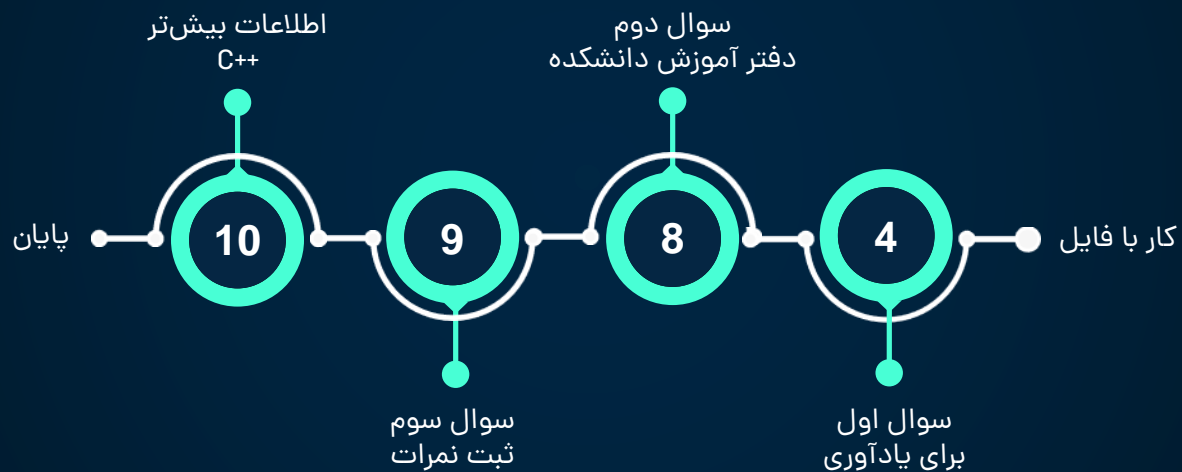 کار با فایل
4
سوال اول
برای یادآوری
سوال دوم
دفتر آموزش دانشکده
8
9
سوال سوم
ثبت نمرات
اطلاعات بیش‌تر
C++
10
پایان